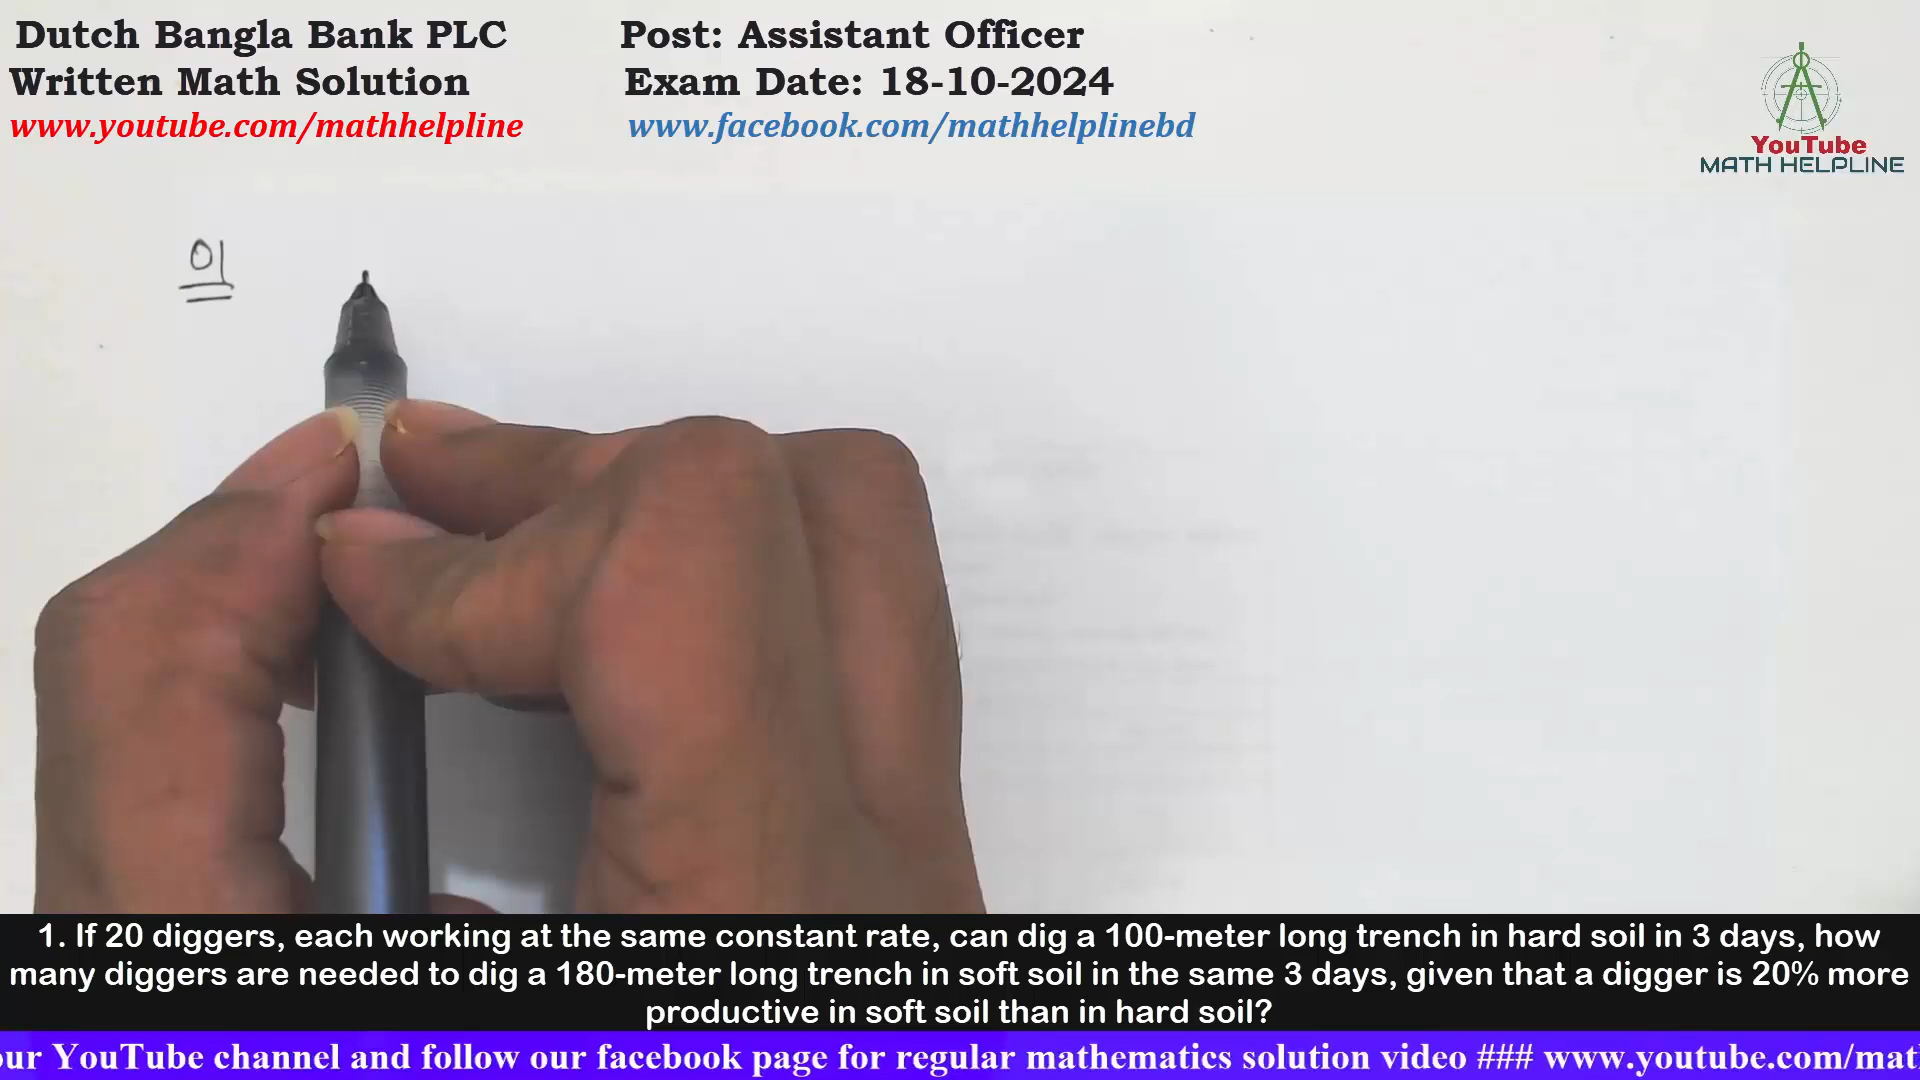 Dutch Bangla Bank PLC
Post: Assistant Officer
Written Math Solution
Exam Date: 18-10-2024
www.youtube.com/mathhelpline
www.facebook.com/mathhelplinebd
YouTube
MATH HELPLINE
01
1. If 20 diggers, each working at the same constant rate, can dig a 100-meter long trench in hard soil in 3 days, how
many diggers are needed to dig a 180-meter long trench in soft soil in the same 3 days, given that a digger is 20% more
productive in soft soil than in hard soil?
our YouTube channel and follow our facebook page for regular mathematics solution video ### www.youtube.com/mat